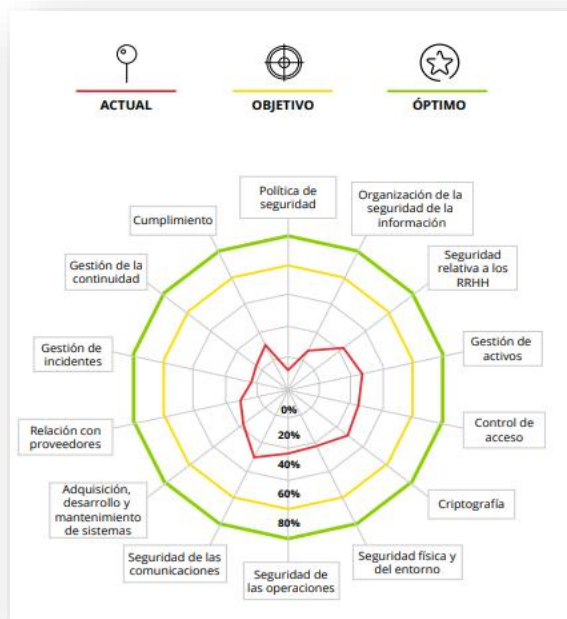 ACTUAL
OBJETIVO
ÓPTIMO
Política de
seguridad
Organización de la
seguridad de la
información
Cumplimiento
Seguridad
relativa a los
RRHH
Gestión de la
continuidad
Gestión de
activos
Gestión de
incidentes
Control de
acceso
Relación con
proveedores
Criptografía
Adquisición,
desarrollo y
mantenimiento
de sistemas
Seguridad física y
del entorno
Seguridad de las
comunicaciones
Seguridad de
las operaciones
0%
20%
40%
60%
80%